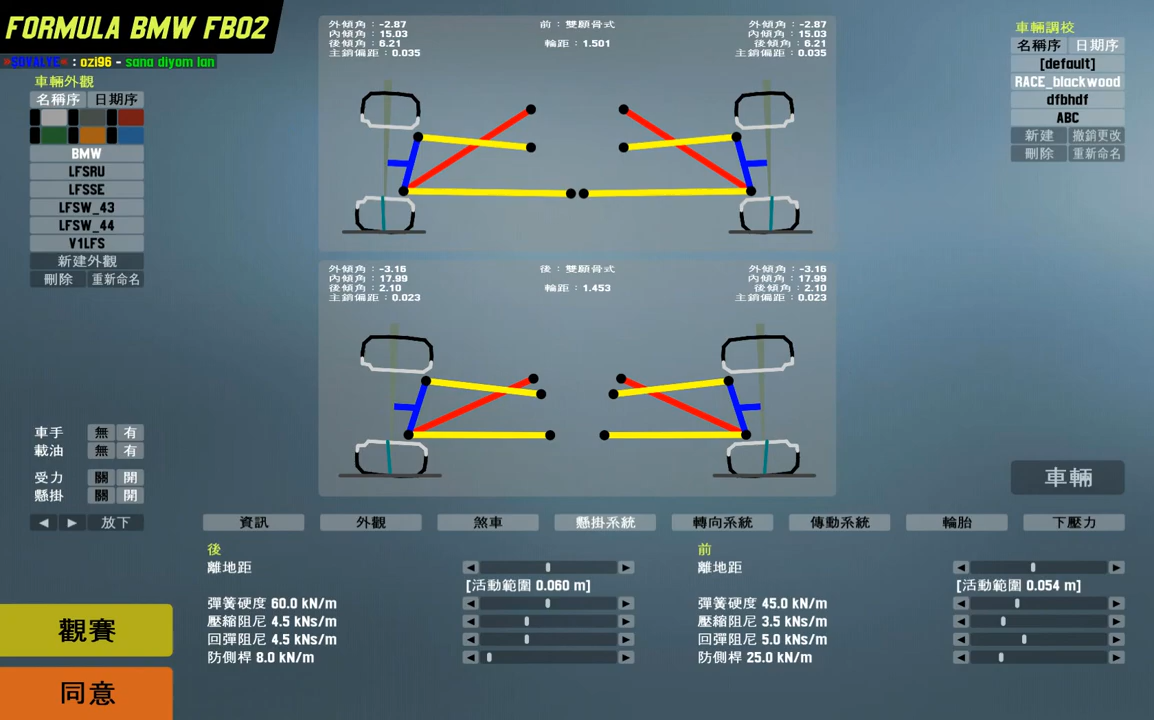 FORMULA BMW FB02
»ŞÖVALYE« : ozi96 - sana diyom lan
車輛外觀
名稱序 日期序
BMW
LFSRU
LFSSE
LFSW_43
LFSW_44
V1LFS
新建外觀
刪除 重新命名
車手 無 有
載油 無 有
受力 關 開
懸掛 關 開
◀ ▶ 放下
觀賽
同意
外傾角 : -2.87
內傾角 : 15.03
後傾角 : 6.21
主銷偏距 : 0.035
前 : 雙願骨式
輪距 : 1.501
外傾角 : -2.87
內傾角 : 15.03
後傾角 : 6.21
主銷偏距 : 0.035
外傾角 : -3.16
內傾角 : 17.99
後傾角 : 2.10
主銷偏距 : 0.023
後 : 雙願骨式
輪距 : 1.453
外傾角 : -3.16
內傾角 : 17.99
後傾角 : 2.10
主銷偏距 : 0.023
車輛調校
名稱序 日期序
[default]
RACE_blackwood
dfbhdf
ABC
新建 撤銷更改
刪除 重新命名
車輛
資訊 外觀 煞車 懸掛系統 轉向系統 傳動系統 輪胎 下壓力
後
離地距
[活動範圍 0.060 m]
彈簧硬度 60.0 kN/m
壓縮阻尼 4.5 kNs/m
回彈阻尼 4.5 kNs/m
防側桿 8.0 kN/m
前
離地距
[活動範圍 0.054 m]
彈簧硬度 45.0 kN/m
壓縮阻尼 3.5 kNs/m
回彈阻尼 5.0 kNs/m
防側桿 25.0 kN/m